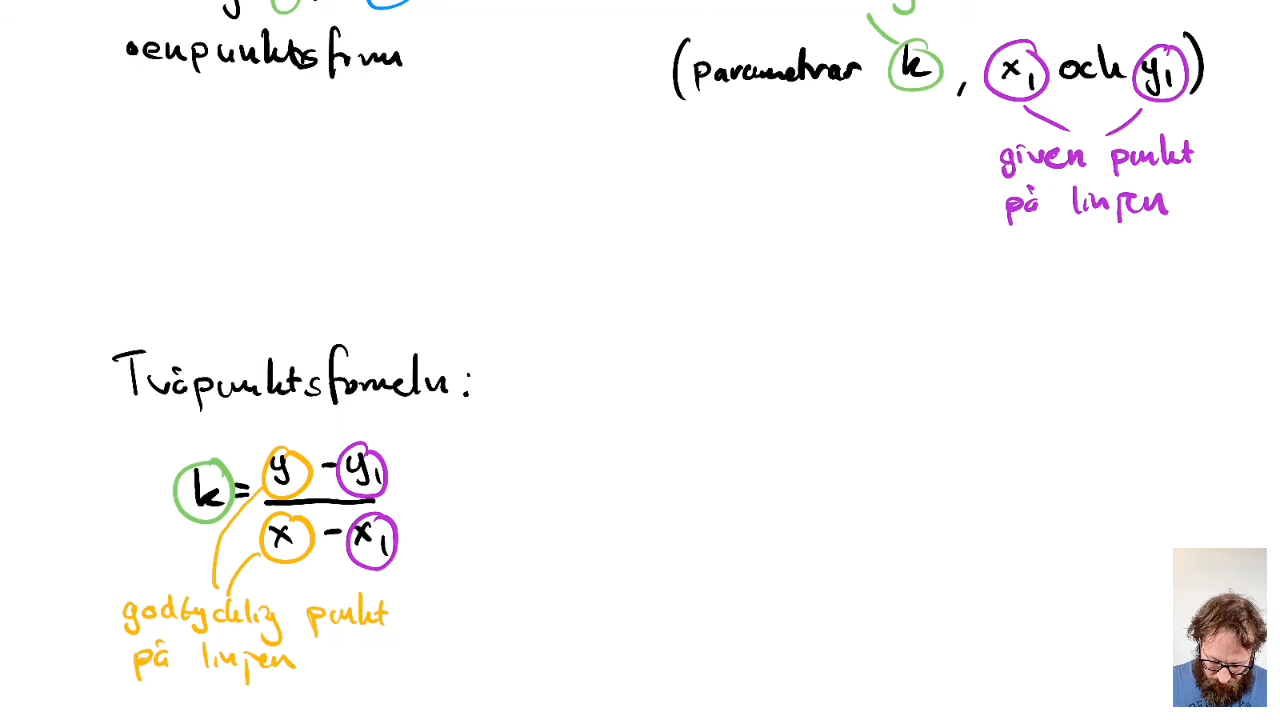 •enpunktsform
(parametrar k, x₁ och y₁)
given punkt
på linjen
Tvåpunktsformeln:
k = y - y₁
x - x₁
godtycklig punkt
på linjen